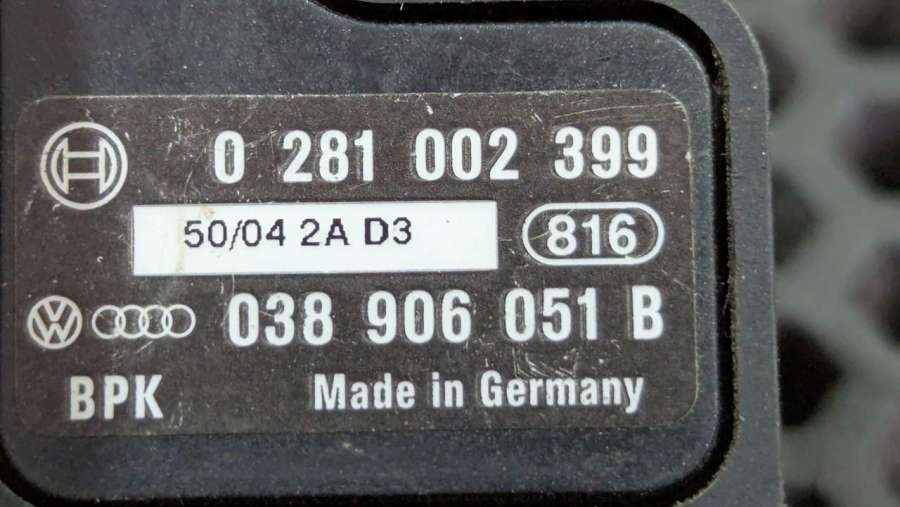 0 281 002 399
50/04 2A D3
816
038 906 051 B
BPK
Made in Germany